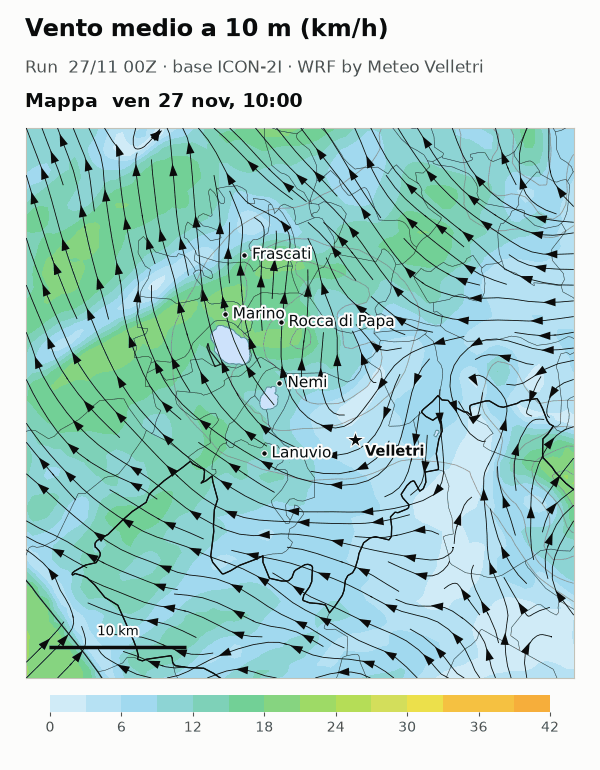 Vento medio a 10 m (km/h)
Run 27/11 00Z · base ICON-2I · WRF by Meteo Velletri
Mappa ven 27 nov, 10:00
Frascati
Marino
Rocca di Papa
Nemi
Velletri
Lanuvio
10 km
0 6 12 18 24 30 36 42